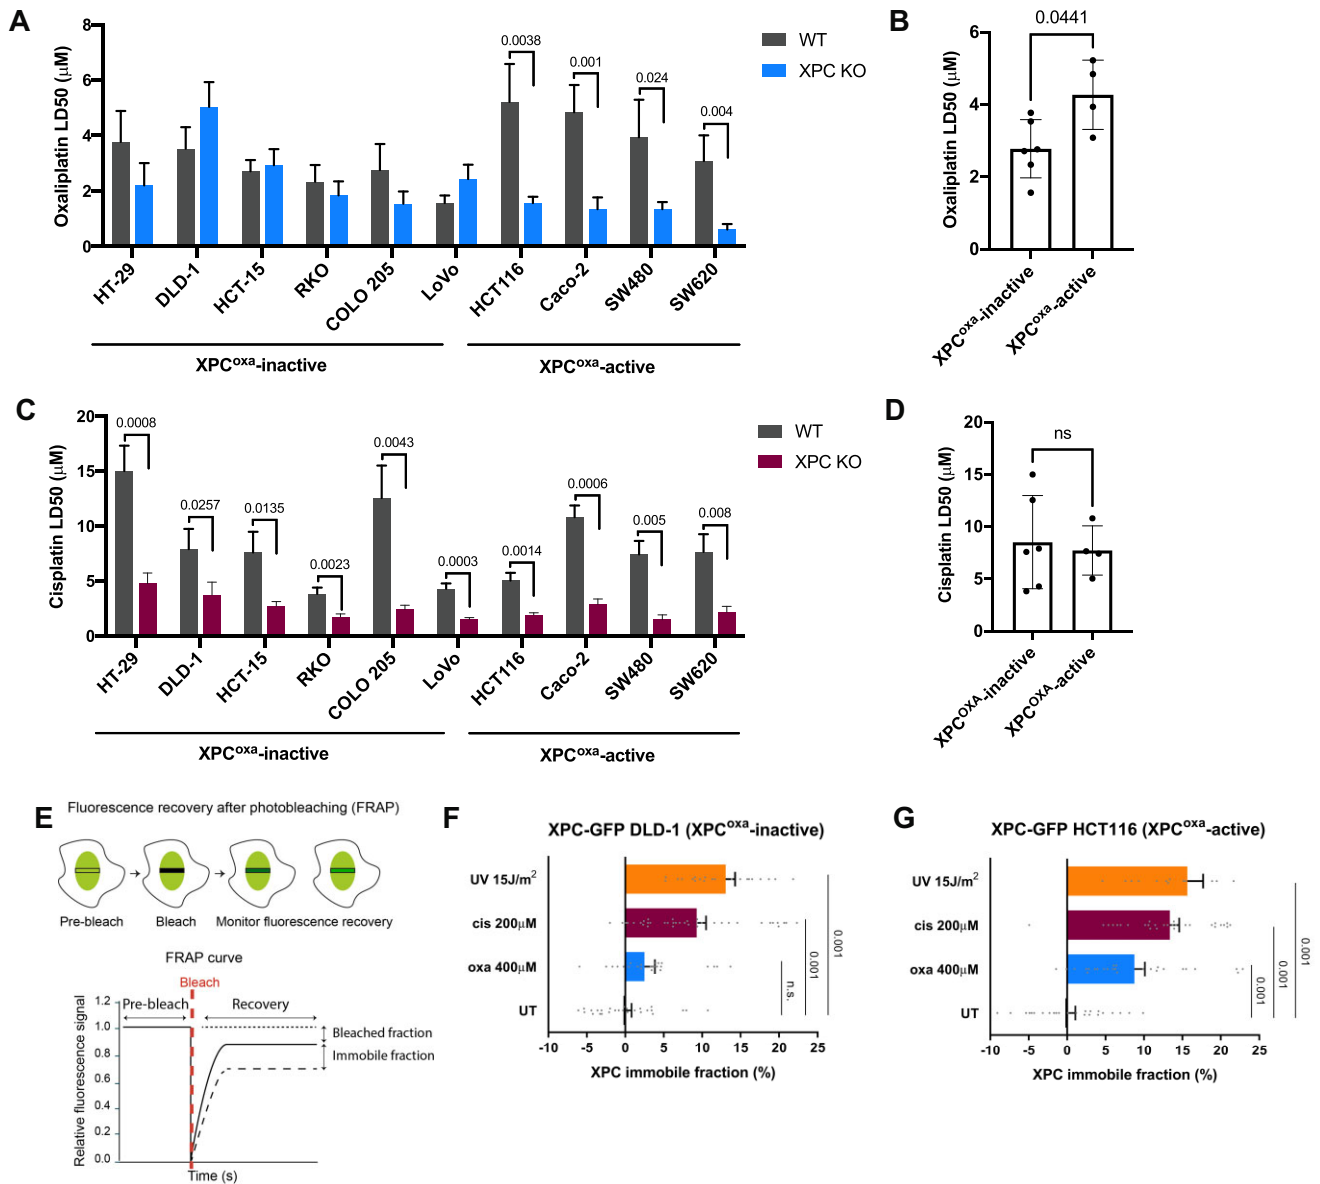 A
Oxaliplatin LD50 (μM)
8
6
4
2
0
0.0038
0.001
0.024
0.004
WT
XPC KO
HT-29
DLD-1
HCT-15
RKO
COLO 205
LoVo
HCT116
Caco-2
SW480
SW620
XPCoxa-inactive
XPCoxa-active
B
0.0441
Oxaliplatin LD50 (μM)
6
4
2
0
XPCoxa-inactive
XPCoxa-active
C
Cisplatin LD50 (μM)
20
15
10
5
0
0.0008
0.0257
0.0135
0.0023
0.0043
0.0003
0.0014
0.0006
0.005
0.008
WT
XPC KO
HT-29
DLD-1
HCT-15
RKO
COLO 205
LoVo
HCT116
Caco-2
SW480
SW620
XPCoxa-inactive
XPCoxa-active
D
ns
Cisplatin LD50 (μM)
20
15
10
5
0
XPCOXA-inactive
XPCOXA-active
E
Fluorescence recovery after photobleaching (FRAP)
Pre-bleach
Bleach
Monitor fluorescence recovery
FRAP curve
Bleach
Pre-bleach
Recovery
Relative fluorescence signal
1.2
1.0
0.8
0.6
0.4
0.2
0.0
Bleached fraction
Immobile fraction
Time (s)
F
XPC-GFP DLD-1 (XPCoxa-inactive)
UV 15J/m2
cis 200μM
oxa 400μM
UT
n.s.
0.001
0.001
-10
-5
0
5
10
15
20
25
XPC immobile fraction (%)
G
XPC-GFP HCT116 (XPCoxa-active)
UV 15J/m2
cis 200μM
oxa 400μM
UT
0.001
0.001
0.001
-10
-5
0
5
10
15
20
25
XPC immobile fraction (%)